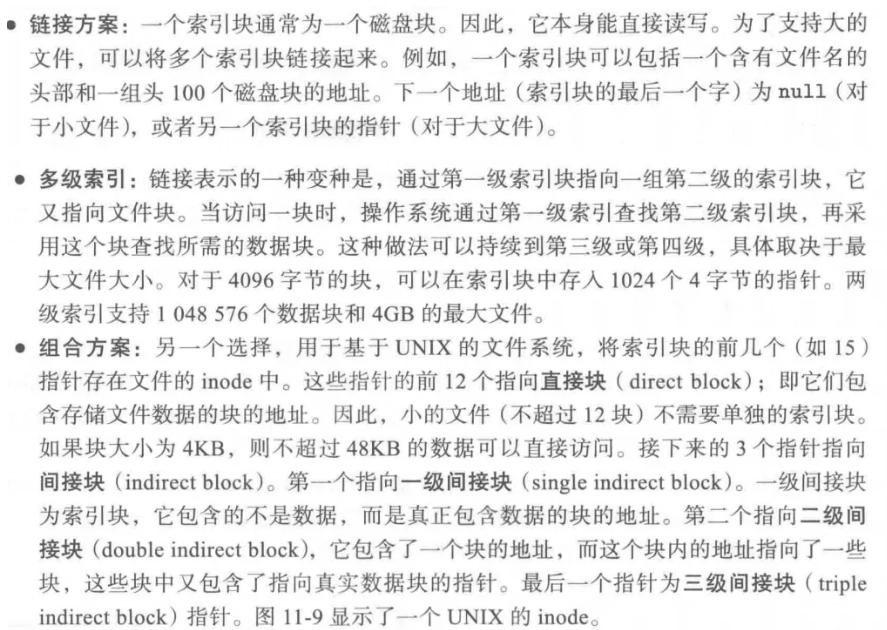 • 链接方案：一个索引块通常为一个磁盘块。因此，它本身能直接读写。为了支持大的
文件，可以将多个索引块链接起来。例如，一个索引块可以包括一个含有文件名的
头部和一组头 100 个磁盘块的地址。下一个地址（索引块的最后一个字）为 null（对
于小文件），或者另一个索引块的指针（对于大文件）。
• 多级索引：链接表示的一种变种是，通过第一级索引块指向一组第二级的索引块，它
又指向文件块。当访问一块时，操作系统通过第一级索引查找第二级索引块，再采
用这个块查找所需的数据块。这种做法可以持续到第三级或第四级，具体取决于最
大文件大小。对于 4096 字节的块，可以在索引块中存入 1024 个 4 字节的指针。两
级索引支持 1 048 576 个数据块和 4GB 的最大文件。
• 组合方案：另一个选择，用于基于 UNIX 的文件系统，将索引块的前几个（如 15）
指针存在文件的 inode 中。这些指针的前 12 个指向直接块（direct block）；即它们包
含存储文件数据的块的地址。因此，小的文件（不超过 12 块）不需要单独的索引块。
如果块大小为 4KB，则不超过 48KB 的数据可以直接访问。接下来的 3 个指针指向
间接块（indirect block）。第一个指向一级间接块（single indirect block）。一级间接块
为索引块，它包含的不是数据，而是真正包含数据的块的地址。第二个指向二级间
接块（double indirect block），它包含了一个块的地址，而这个块内的地址指向了一些
块，这些块中又包含了指向真实数据块的指针。最后一个指针为三级间接块（triple
indirect block）指针。图 11-9 显示了一个 UNIX 的 inode。